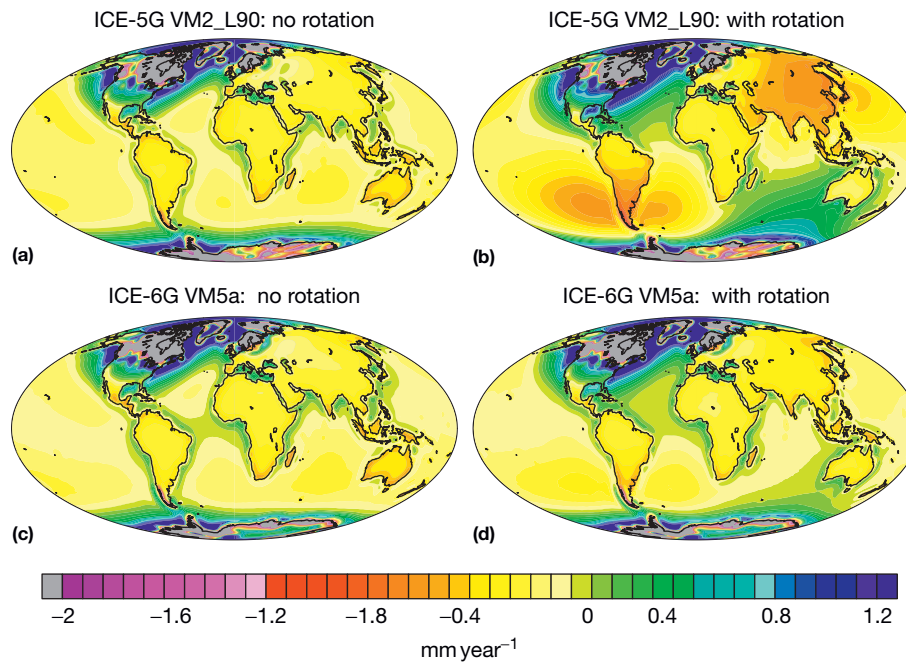 ICE-5G VM2_L90: no rotation
ICE-5G VM2_L90: with rotation
(a)
(b)
ICE-6G VM5a: no rotation
ICE-6G VM5a: with rotation
(c)
(d)
−2 −1.6 −1.2 −1.8 −0.4 0 0.4 0.8 1.2
mm year⁻¹